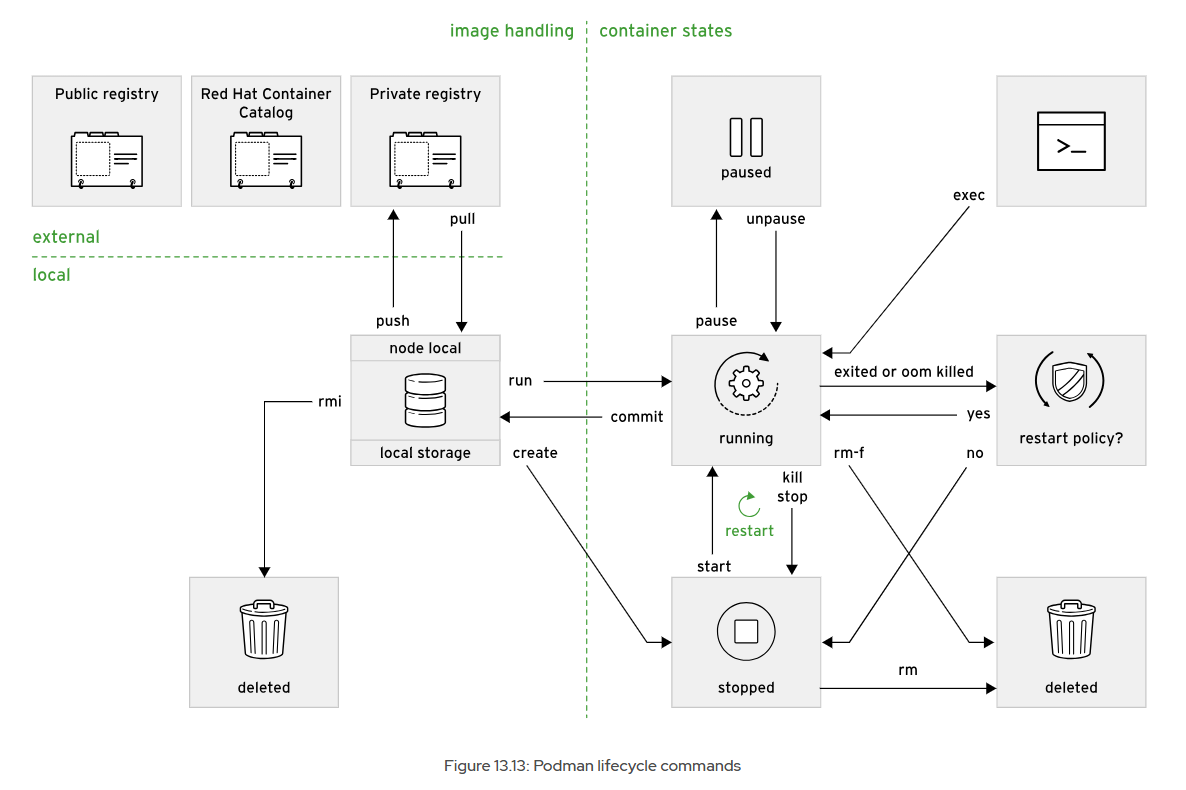 image handling
container states
Public registry
Red Hat Container
Catalog
Private registry
paused
>_
exec
pull
unpause
external
local
push
pause
node local
local storage
run
commit
create
rmi
running
exited or oom killed
yes
restart policy?
rm-f
no
kill
stop
restart
start
deleted
stopped
rm
deleted
Figure 13.13: Podman lifecycle commands